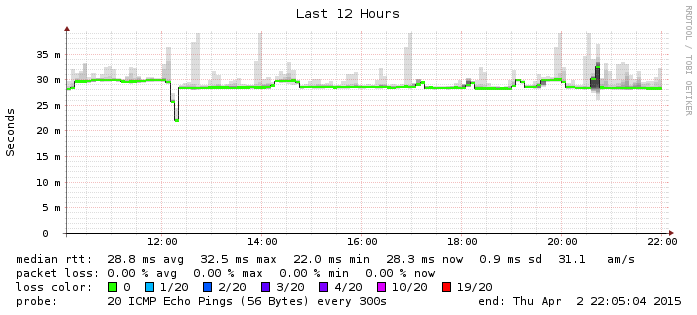 Last 12 Hours
RRDTOOL / TOBI OETIKER
Seconds
35 m
30 m
25 m
20 m
15 m
10 m
5 m
0
12:00 14:00 16:00 18:00 20:00 22:00
median rtt: 28.8 ms avg 32.5 ms max 22.0 ms min 28.3 ms now 0.9 ms sd 31.1 am/s
packet loss: 0.00 % avg 0.00 % max 0.00 % min 0.00 % now
loss color: 0 1/20 2/20 3/20 4/20 10/20 19/20
probe: 20 ICMP Echo Pings (56 Bytes) every 300s end: Thu Apr 2 22:05:04 2015